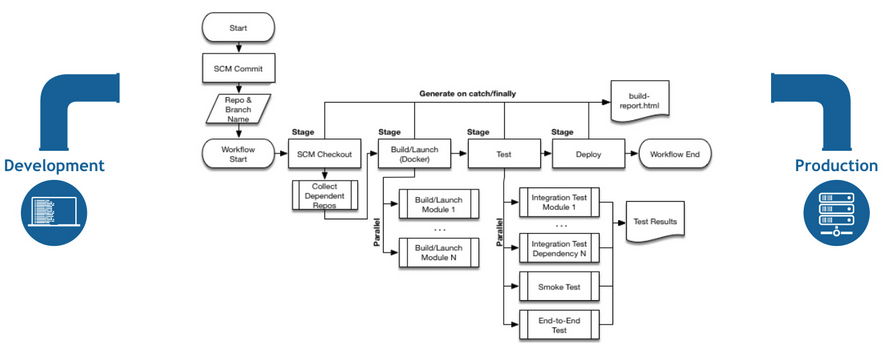 Start
SCM Commit
Repo &
Branch
Name
Generate on catch/finally
build-
report.html
Stage
Stage
Stage
Stage
Workflow
Start
SCM Checkout
Build/Launch
(Docker)
Test
Deploy
Workflow End
Development
Production
Collect
Dependent
Repos
Parallel
Build/Launch
Module 1
...
Build/Launch
Module N
Parallel
Integration Test
Module 1
...
Integration Test
Dependency N
Smoke Test
End-to-End
Test
Test Results